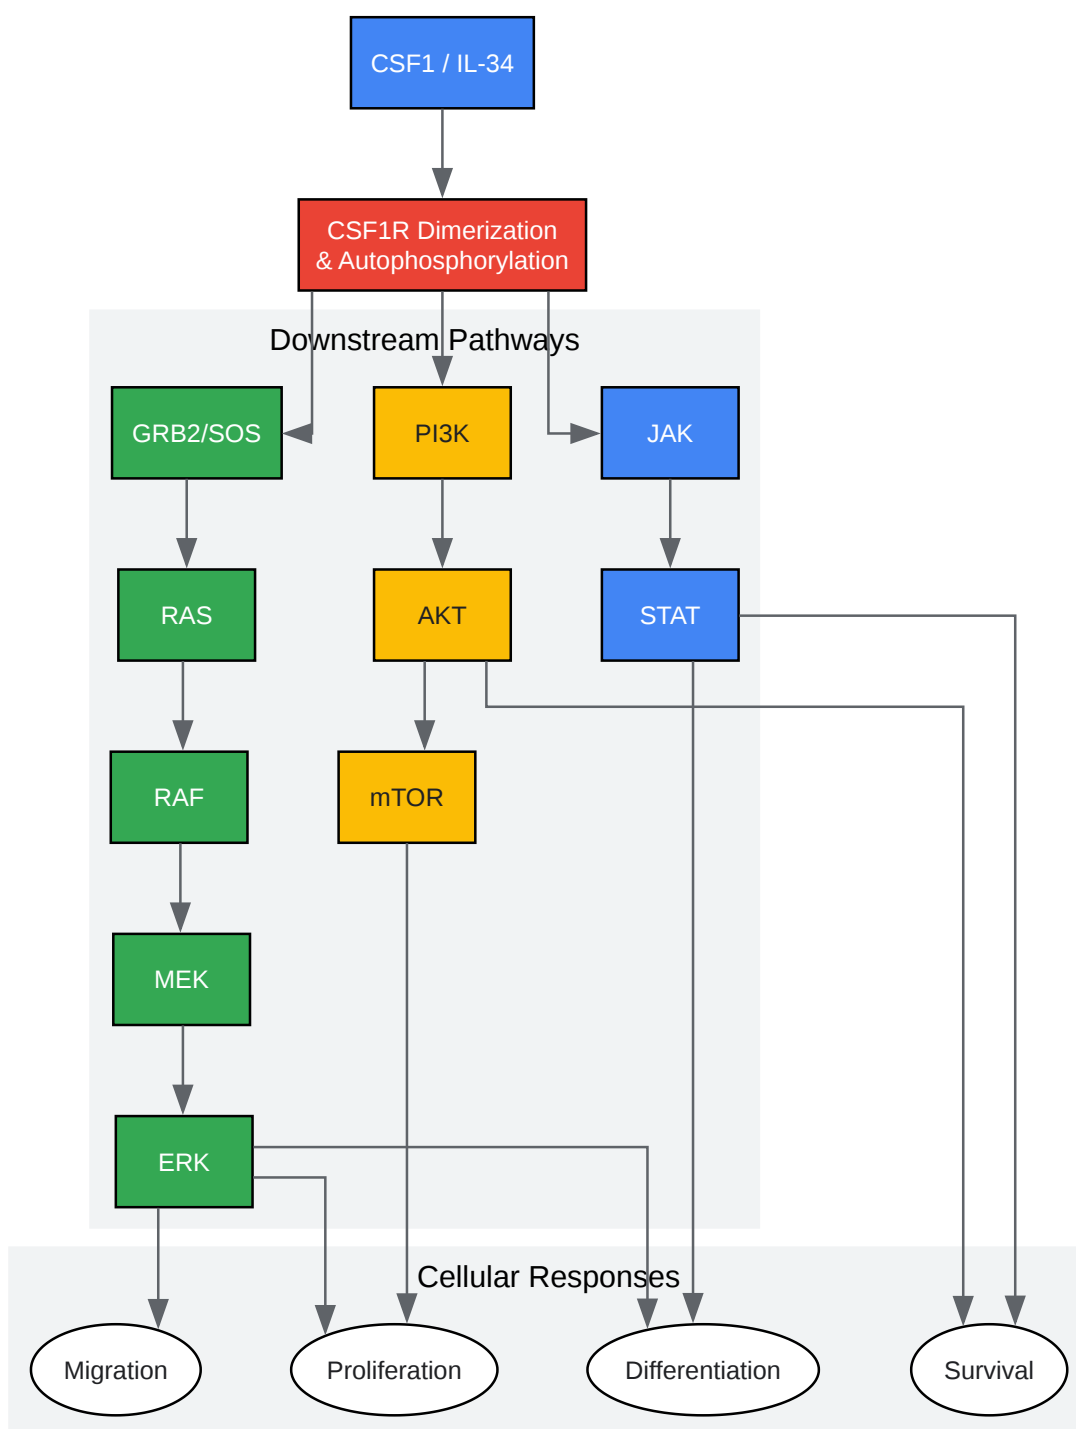 CSF1 / IL-34
CSF1R Dimerization
& Autophosphorylation
Downstream Pathways
GRB2/SOS
PI3K
JAK
RAS
AKT
STAT
RAF
mTOR
MEK
ERK
Cellular Responses
Migration
Proliferation
Differentiation
Survival